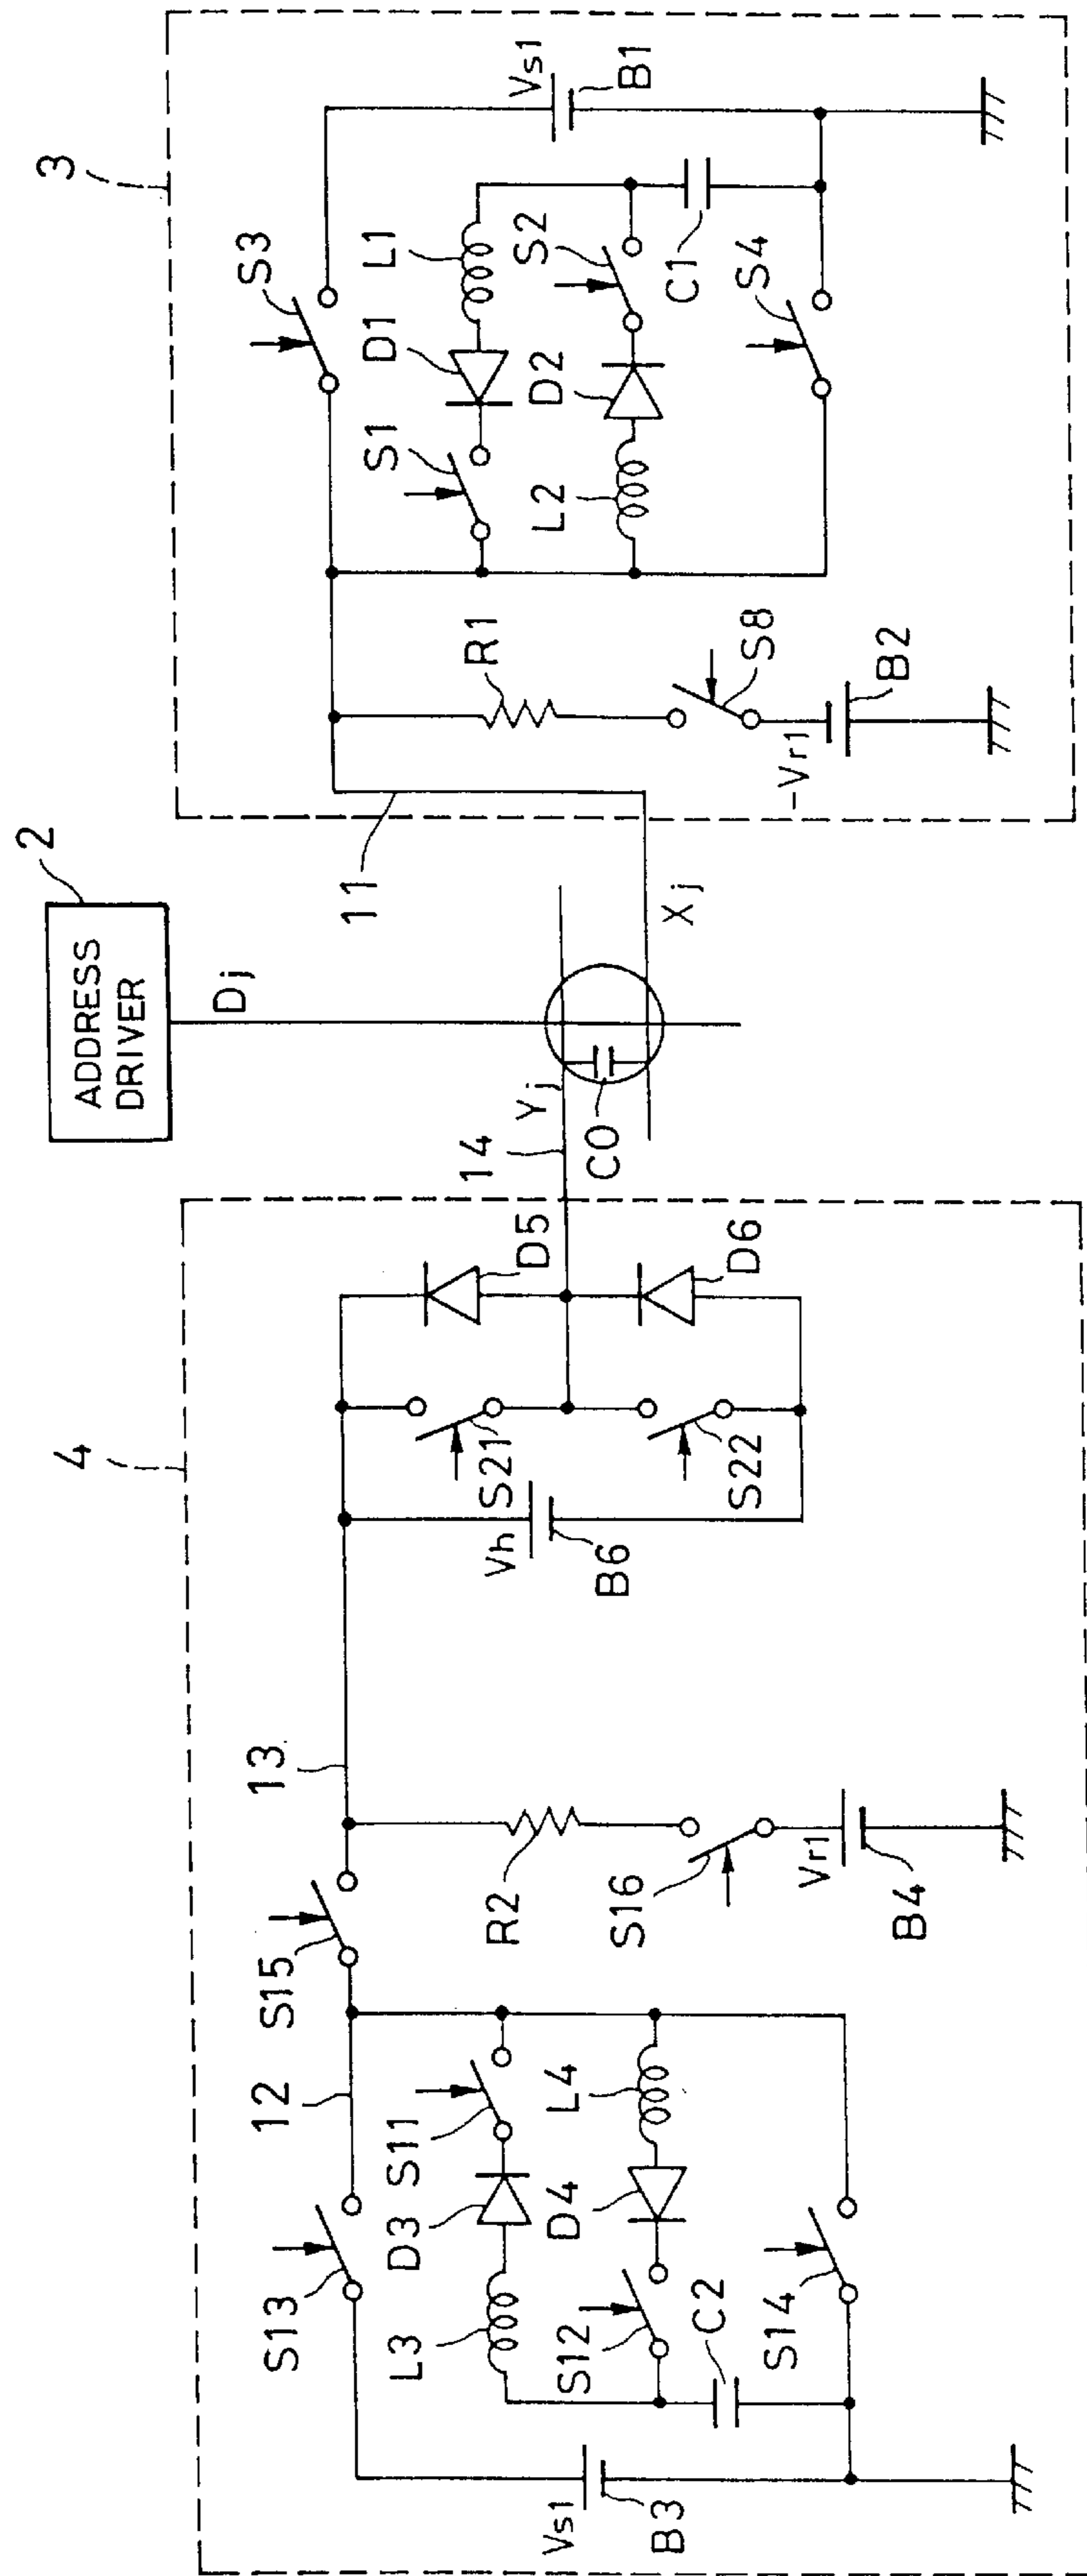 4
S13
12
S15
13
D3
S11
L3
D4
L4
S12
C2
S14
Vs1
B3
R2
S16
Vr1
B4
Vh
B6
S21
S22
D5
D6
14
Yj
C0
ADDRESS
DRIVER
2
Dj
Xj
11
3
S3
S1
D1
L1
L2
D2
S2
C1
S4
Vs1
B1
R1
S8
-Vr1
B2